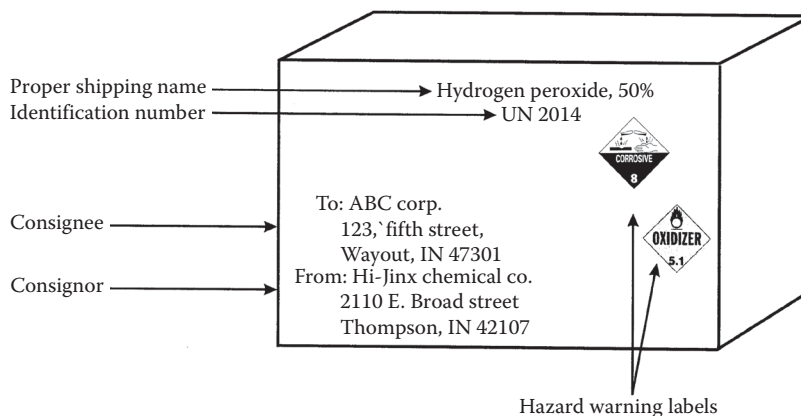 Proper shipping name
Hydrogen peroxide, 50%
Identification number
UN 2014
CORROSIVE
8
Consignee
To: ABC corp.
123,`fifth street,
Wayout, IN 47301
OXIDIZER
5.1
Consignor
From: Hi-Jinx chemical co.
2110 E. Broad street
Thompson, IN 42107
Hazard warning labels